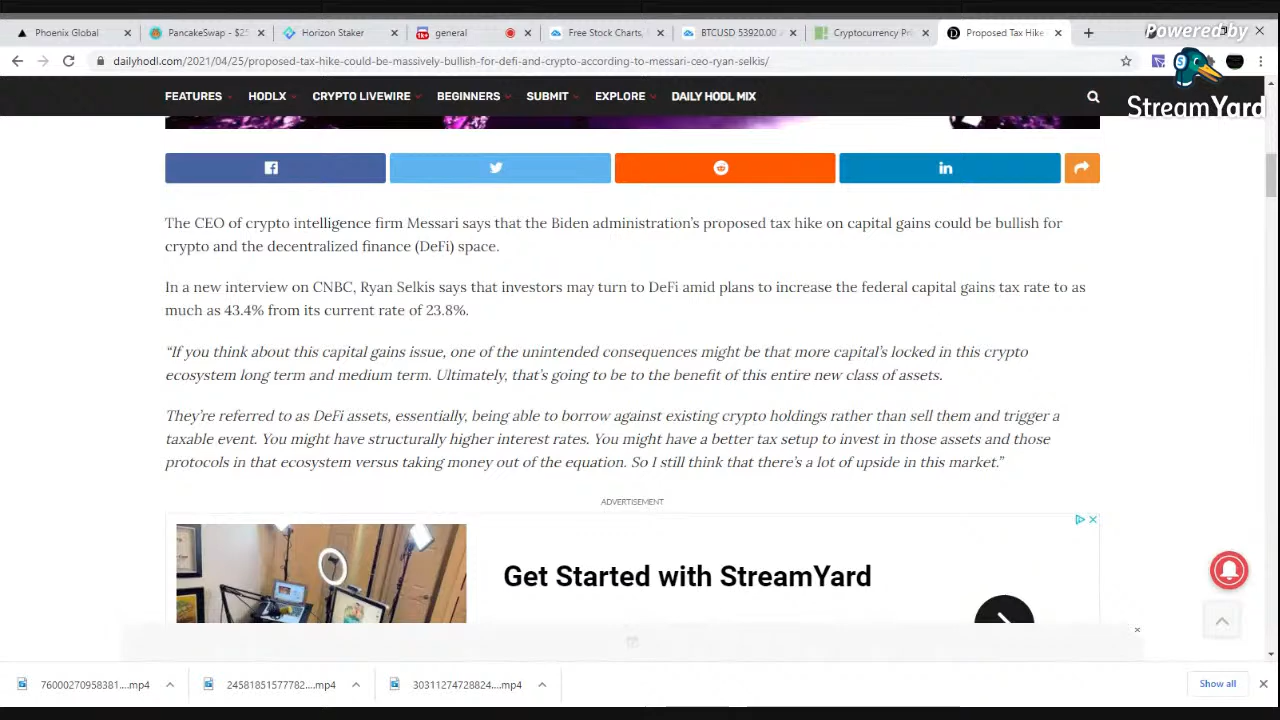 Phoenix Global
PancakeSwap - $25
Horizon Staker
general
Free Stock Charts,
BTCUSD 53920.00
Cryptocurrency Pri
Proposed Tax Hike
Powered by
dailyhodl.com/2021/04/25/proposed-tax-hike-could-be-massively-bullish-for-defi-and-crypto-according-to-messari-ceo-ryan-selkis/
StreamYard
FEATURES HODLX CRYPTO LIVEWIRE BEGINNERS SUBMIT EXPLORE DAILY HODL MIX
The CEO of crypto intelligence firm Messari says that the Biden administration's proposed tax hike on capital gains could be bullish for
crypto and the decentralized finance (DeFi) space.
In a new interview on CNBC, Ryan Selkis says that investors may turn to DeFi amid plans to increase the federal capital gains tax rate to as
much as 43.4% from its current rate of 23.8%.
“If you think about this capital gains issue, one of the unintended consequences might be that more capital's locked in this crypto
ecosystem long term and medium term. Ultimately, that's going to be to the benefit of this entire new class of assets.
They're referred to as DeFi assets, essentially, being able to borrow against existing crypto holdings rather than sell them and trigger a
taxable event. You might have structurally higher interest rates. You might have a better tax setup to invest in those assets and those
protocols in that ecosystem versus taking money out of the equation. So I still think that there's a lot of upside in this market.”
ADVERTISEMENT
Get Started with StreamYard
76000270958381....mp4
24581851577782....mp4
30311274728824....mp4
Show all